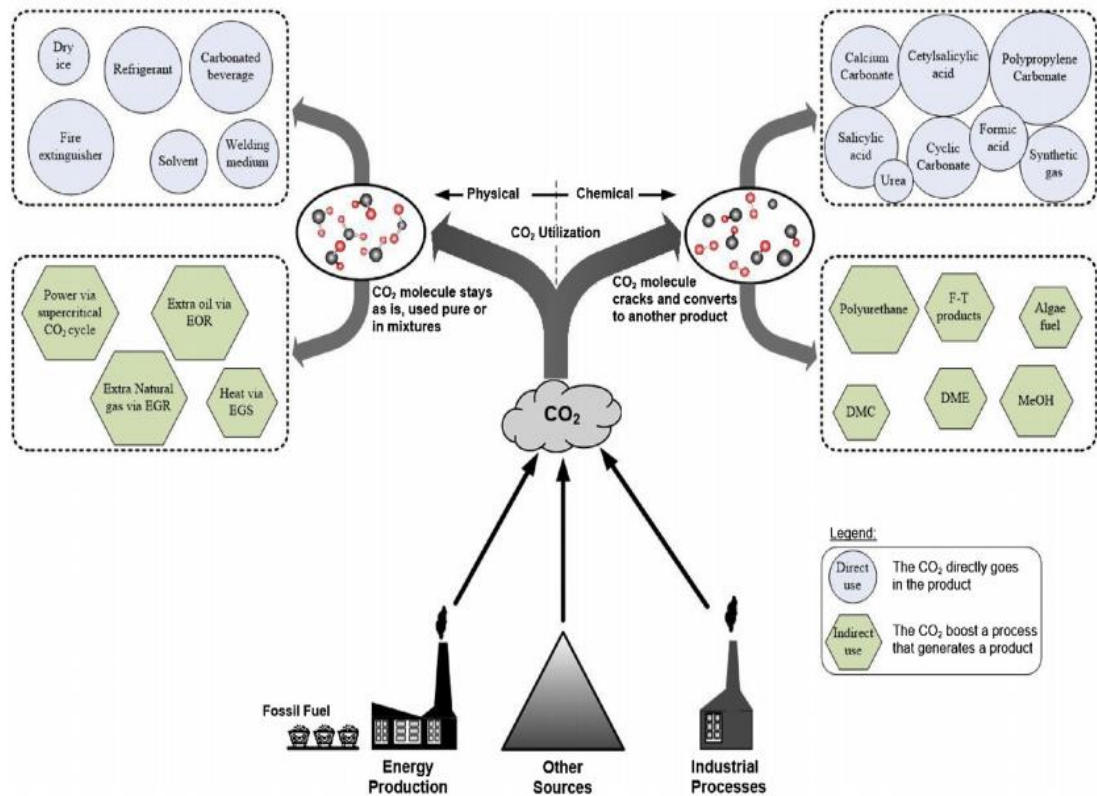 Dry
ice
Refrigerant
Carbonated
beverage
Fire
extinguisher
Solvent
Welding
medium
Calcium
Carbonate
Cetylsalicylic
acid
Polypropylene
Carbonate
Salicylic
acid
Urea
Cyclic
Carbonate
Formic
acid
Synthetic
gas
Physical
Chemical
CO₂ Utilization
CO₂ molecule stays
as is, used pure or
in mixtures
CO₂ molecule
cracks and converts
to another product
Power via
supercritical
CO₂ cycle
Extra oil via
EOR
Extra Natural
gas via EGR
Heat via
EGS
Polyurethane
F-T
products
Algae
fuel
DMC
DME
MeOH
CO₂
Legend:
Direct
use
The CO₂ directly goes
in the product
Indirect
use
The CO₂ boost a process
that generates a product
Fossil Fuel
Energy
Production
Other
Sources
Industrial
Processes